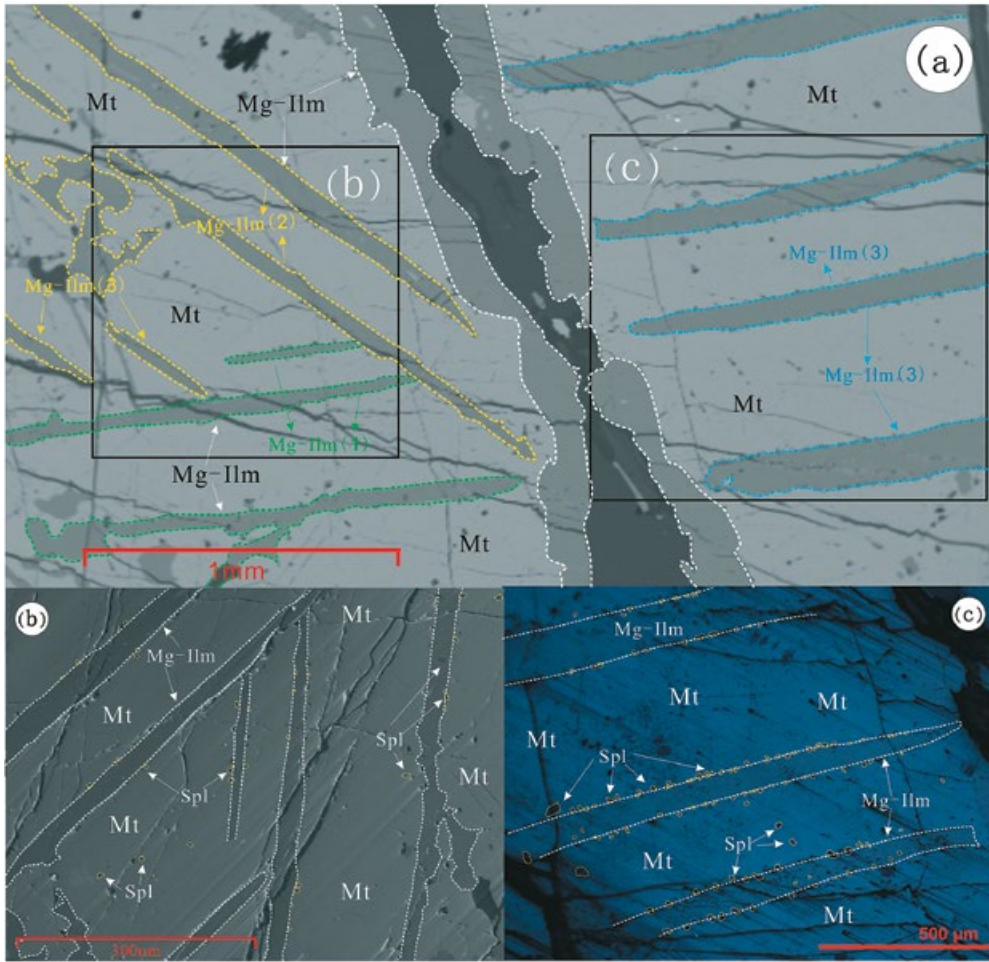 (a)
Mt
Mg-Ilm
Mt
(b)
(c)
Mg-Ilm(2)
Mg-Ilm(3)
Mg-Ilm(3)
Mt
Mg-Ilm(3)
Mt
Mg-Ilm(1)
Mg-Ilm
Mt
1mm
(b)
Mt
Mg-Ilm
Mt
Spl
Spl
Mt
Mt
Spl
Mt
300um
(c)
Mg-Ilm
Mt
Mt
Mt
Spl
Mg-Ilm
Spl
Mt
Mt
500 μm